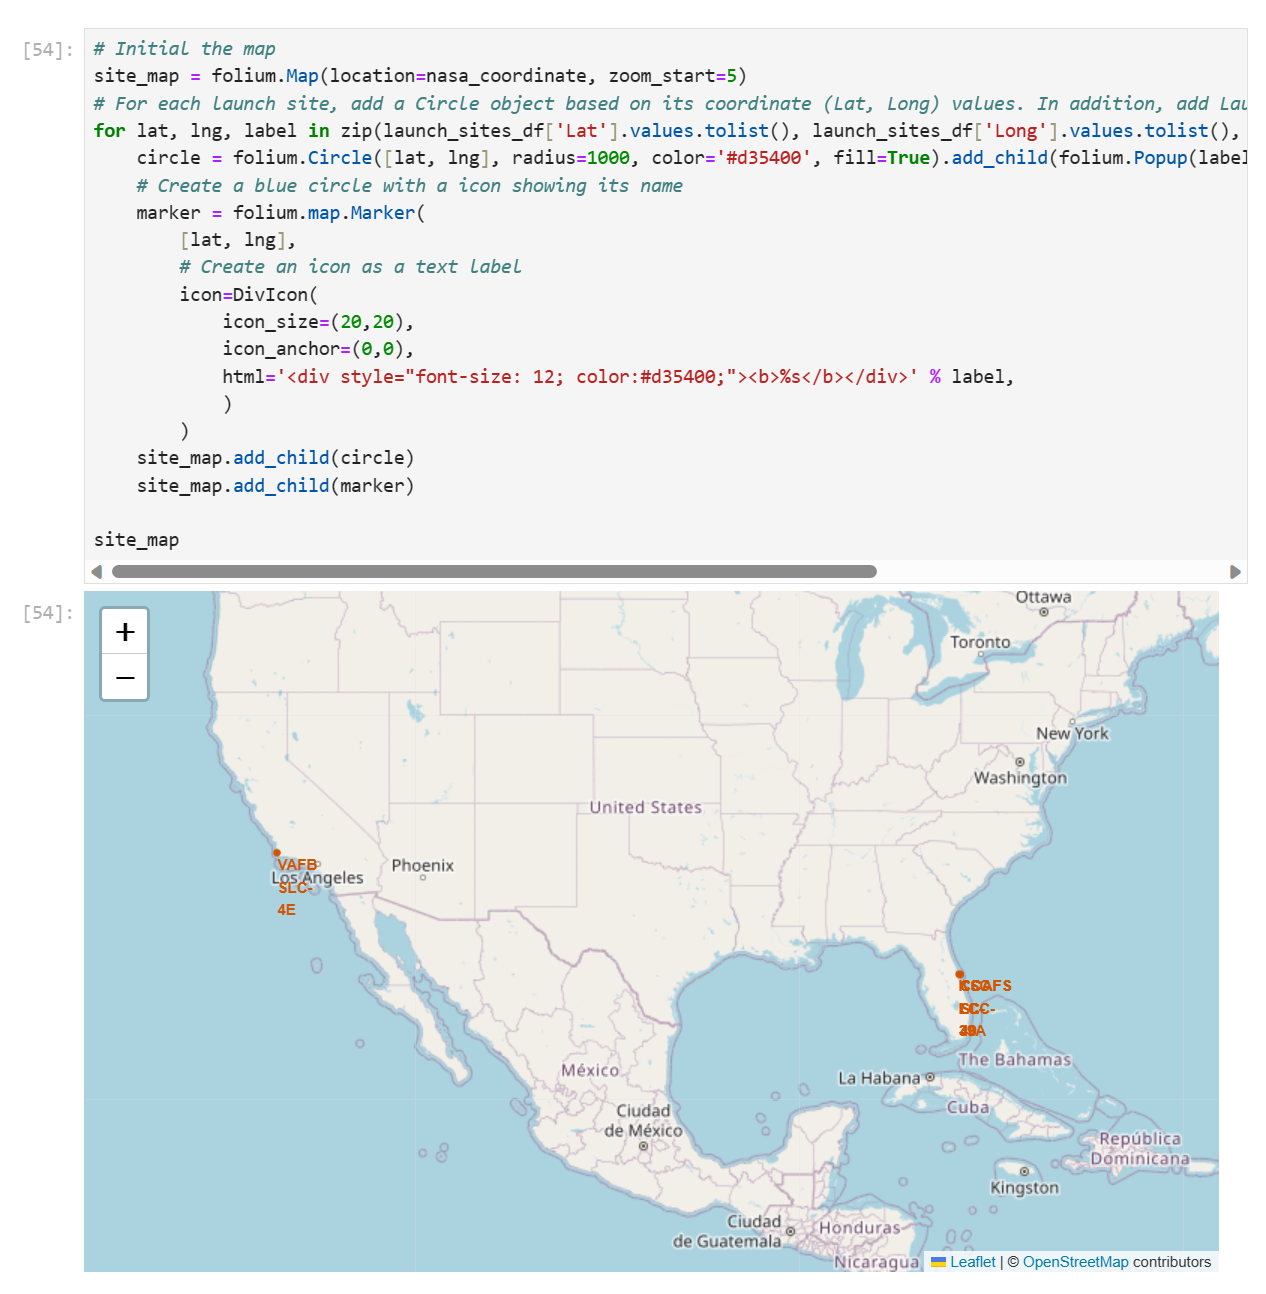 [54]:
# Initial the map
site_map = folium.Map(location=nasa_coordinate, zoom_start=5)
# For each launch site, add a Circle object based on its coordinate (Lat, Long) values. In addition, add
for lat, lng, label in zip(launch_sites_df['Lat'].values.tolist(), launch_sites_df['Long'].values.tolist(),
    circle = folium.Circle([lat, lng], radius=1000, color='#d35400', fill=True).add_child(folium.Popup(label
    # Create a blue circle with a icon showing its name
    marker = folium.map.Marker(
        [lat, lng],
        # Create an icon as a text label
        icon=DivIcon(
            icon_size=(20,20),
            icon_anchor=(0,0),
            html='<div style="font-size: 12; color:#d35400;"><b>%s</b></div>' % label,
            )
        )
    site_map.add_child(circle)
    site_map.add_child(marker)
site_map
[54]:
+
−
Ottawa
Toronto
New York
Washington
United States
Phoenix
VAFB
Los Angeles
SLC-
4E
The Bahamas
México
La Habana
Cuba
Ciudad
de México
República
Dominicana
Kingston
Ciudad
de Guatemala
Honduras
Nicaragua
Leaflet | © OpenStreetMap contributors